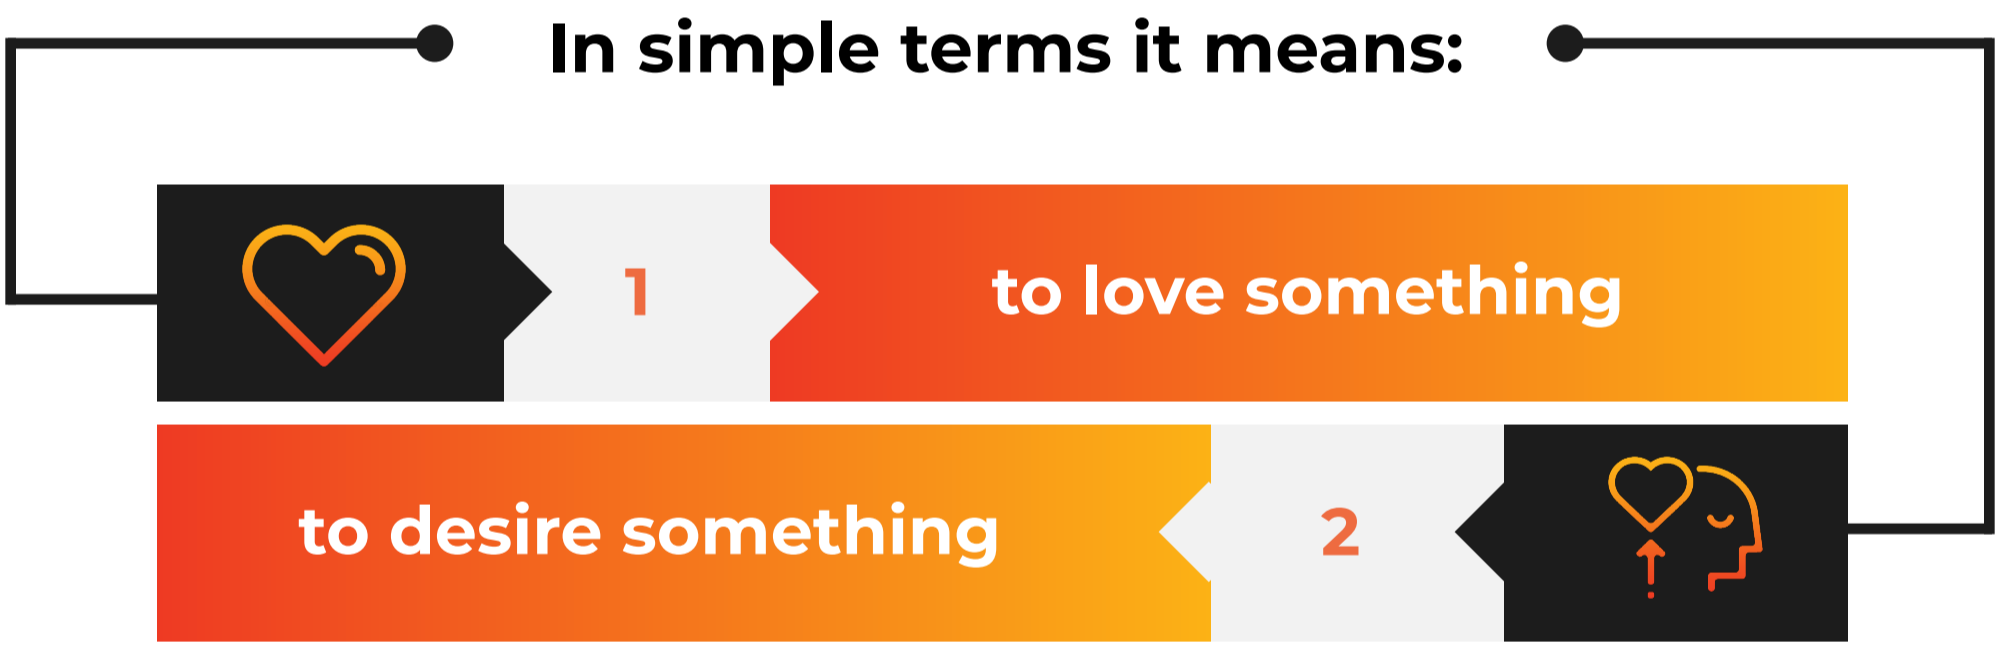 In simple terms it means:
1
to love something
to desire something
2